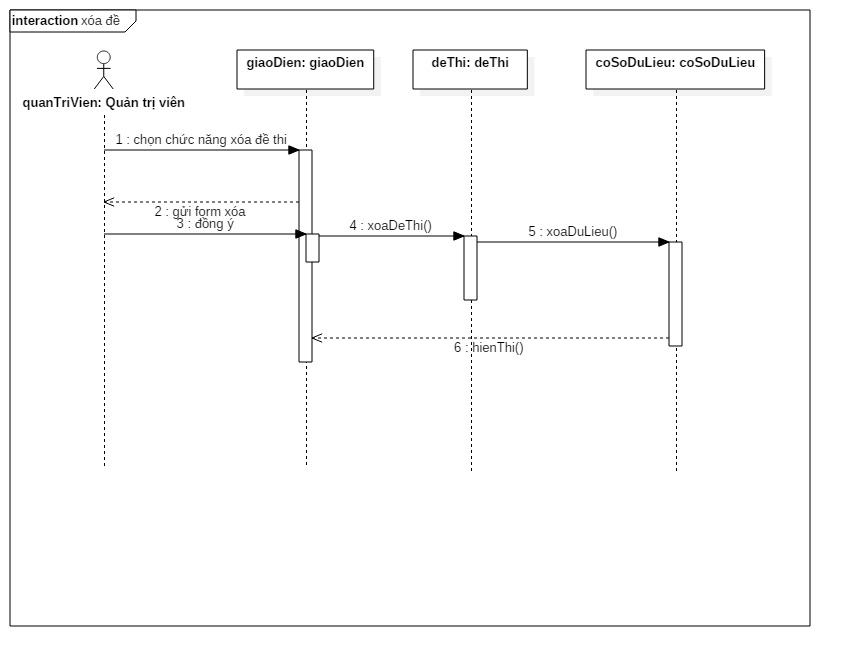 interaction xóa đề
giaoDien: giaoDien
deThi: deThi
coSoDuLieu: coSoDuLieu
quanTriVien: Quản trị viên
1 : chọn chức năng xóa đề thi
2 : gửi form xóa
3 : đồng ý
4 : xoaDeThi()
5 : xoaDuLieu()
6 : hienThi()